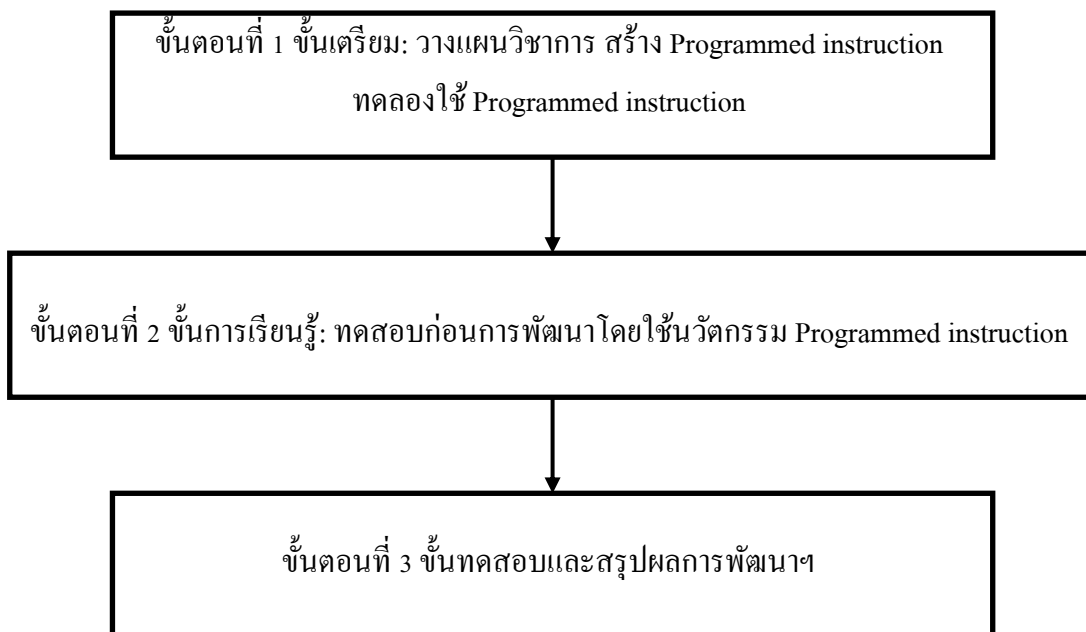 ขั้นตอนที่ 1 ขั้นเตรียม: วางแผนวิชาการ สร้าง Programmed instruction
ทดลองใช้ Programmed instruction
ขั้นตอนที่ 2 ขั้นการเรียนรู้: ทดสอบก่อนการพัฒนาโดยใช้นวัตกรรม Programmed instruction
ขั้นตอนที่ 3 ขั้นทดสอบและสรุปผลการพัฒนาฯ